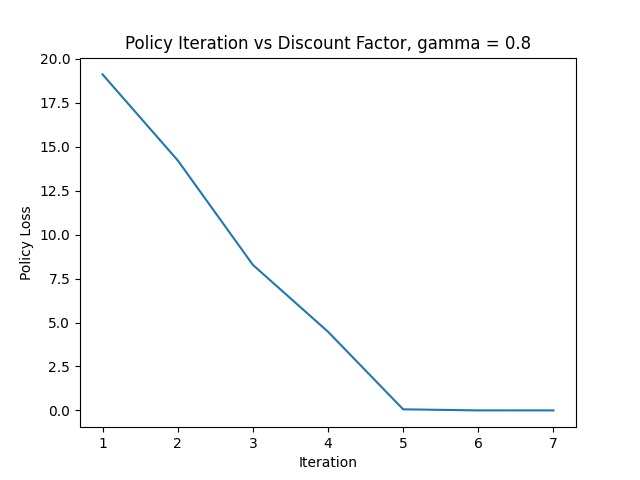 Policy Iteration vs Discount Factor, gamma = 0.8
20.0
17.5
15.0
12.5
10.0
7.5
5.0
2.5
0.0
Policy Loss
1 2 3 4 5 6 7
Iteration